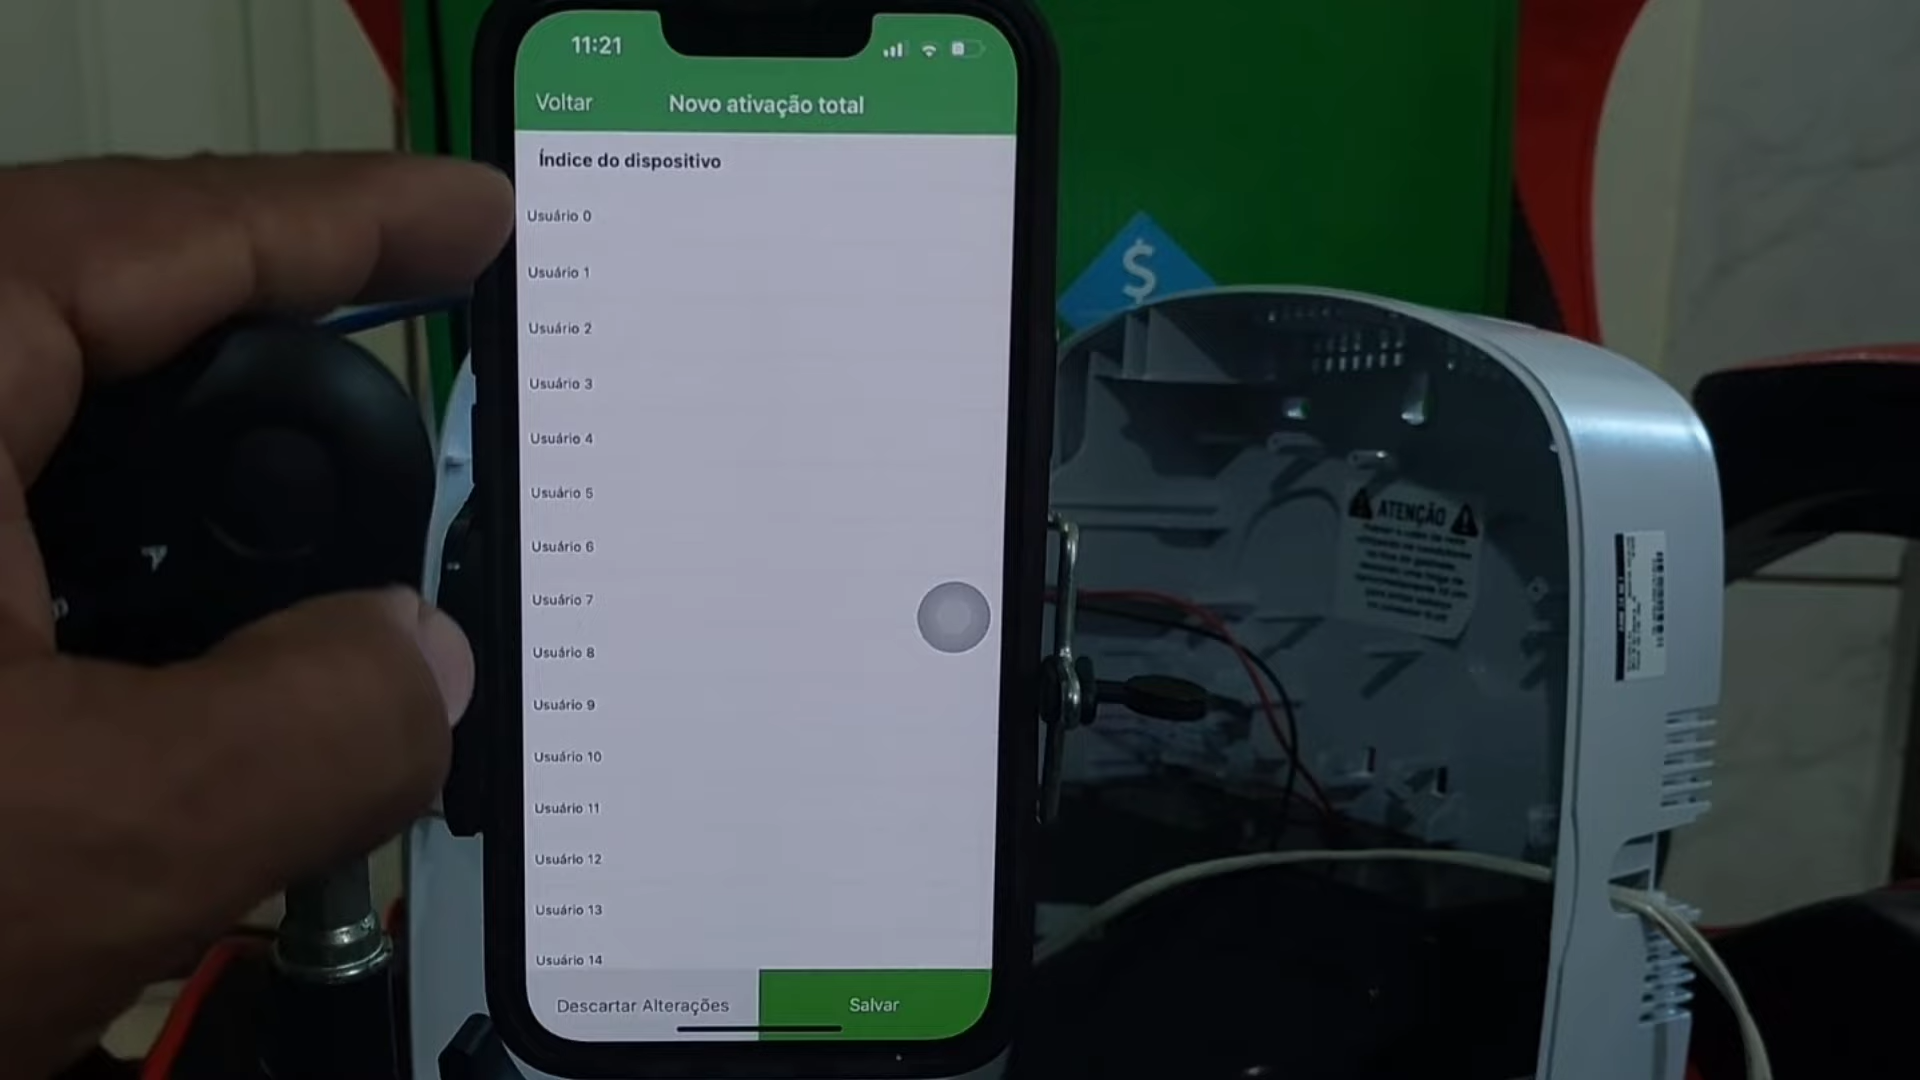 11:21
Voltar
Novo ativação total
Índice do dispositivo
Usuário 0
Usuário 1
Usuário 2
Usuário 3
Usuário 4
Usuário 5
Usuário 6
Usuário 7
Usuário 8
Usuário 9
Usuário 10
Usuário 11
Usuário 12
Usuário 13
Usuário 14
Descartar Alterações
Salvar
$
ATENÇÃO